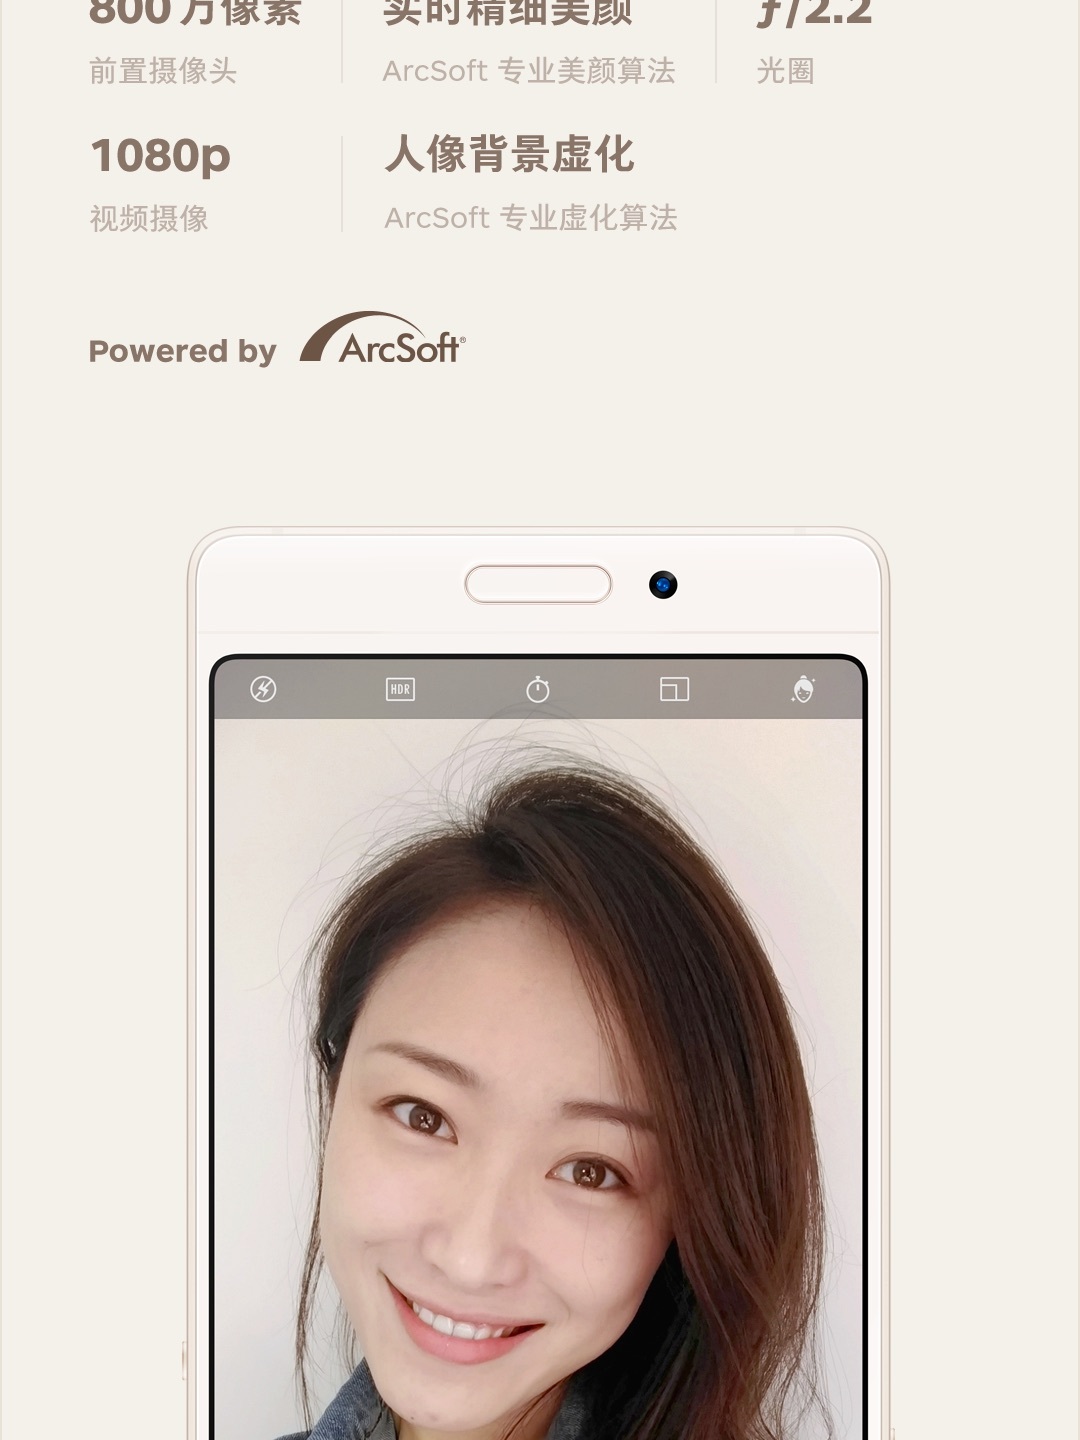 800 万像素
实时精细美颜
ƒ/2.2
前置摄像头
ArcSoft 专业美颜算法
光圈
1080p
人像背景虚化
视频摄像
ArcSoft 专业虚化算法
Powered by ArcSoft®
HDR